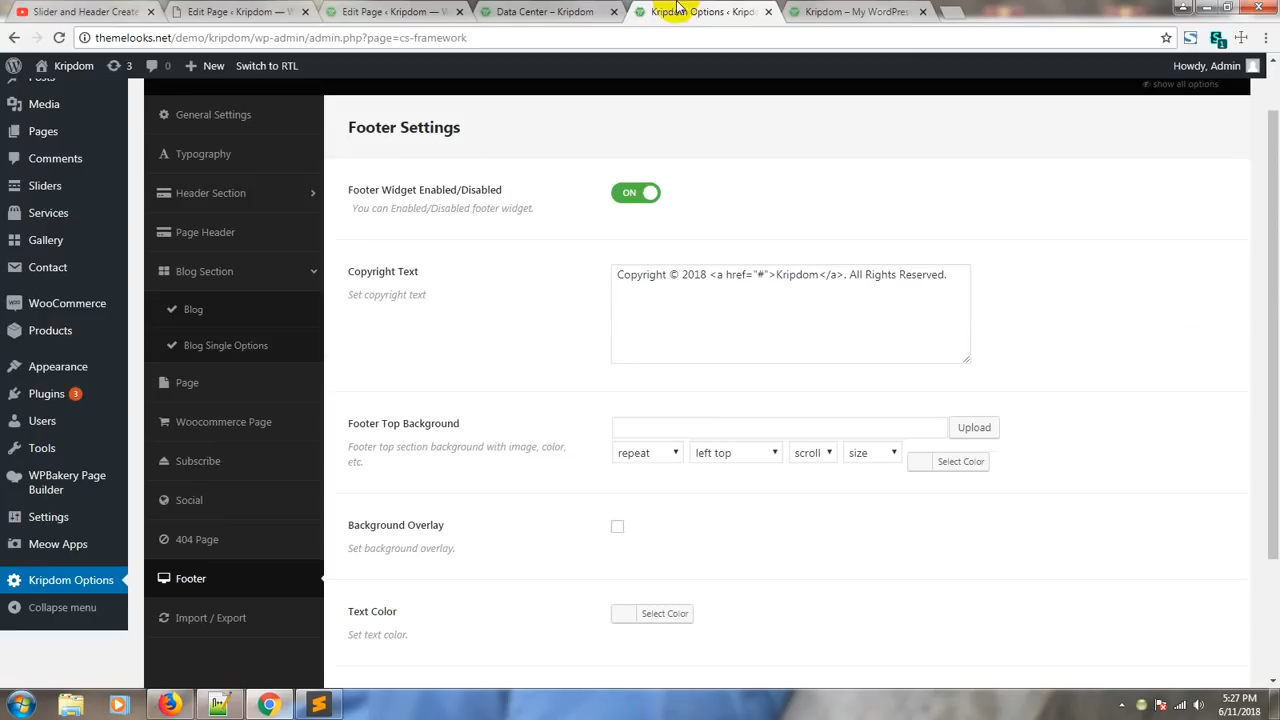 Slider and Header Create
Edit Page ‹ Kripdom — W
Edit Page ‹ Kripdom — W
Data Center – Kripdom
Options ‹ Krip
Kripdom – My WordPress
themelooks.net/demo/kripdom/wp-admin/admin.php?page=cs-framework
Kripdom 3 0 New Switch to RTL
Howdy, Admin
Posts
Media
Pages
Comments
Sliders
Services
Gallery
Contact
WooCommerce
Products
Appearance
Plugins 3
Users
Tools
WPBakery Page
Builder
Settings
Meow Apps
Kripdom Options
Collapse menu
show all options
General Settings
Typography
Header Section
Page Header
Blog Section
Blog
Blog Single Options
Page
Woocommerce Page
Subscribe
Social
404 Page
Footer
Import / Export
Footer Settings
Footer Widget Enabled/Disabled
You can Enabled/Disabled footer widget.
ON
Copyright Text
Set copyright text
Copyright © 2018 <a href="#">Kripdom</a>. All Rights Reserved.
Footer Top Background
Footer top section background with image, color,
etc.
Upload
repeat left top scroll size Select Color
Background Overlay
Set background overlay.
Text Color
Set text color.
Select Color
5:27 PM
6/11/2018